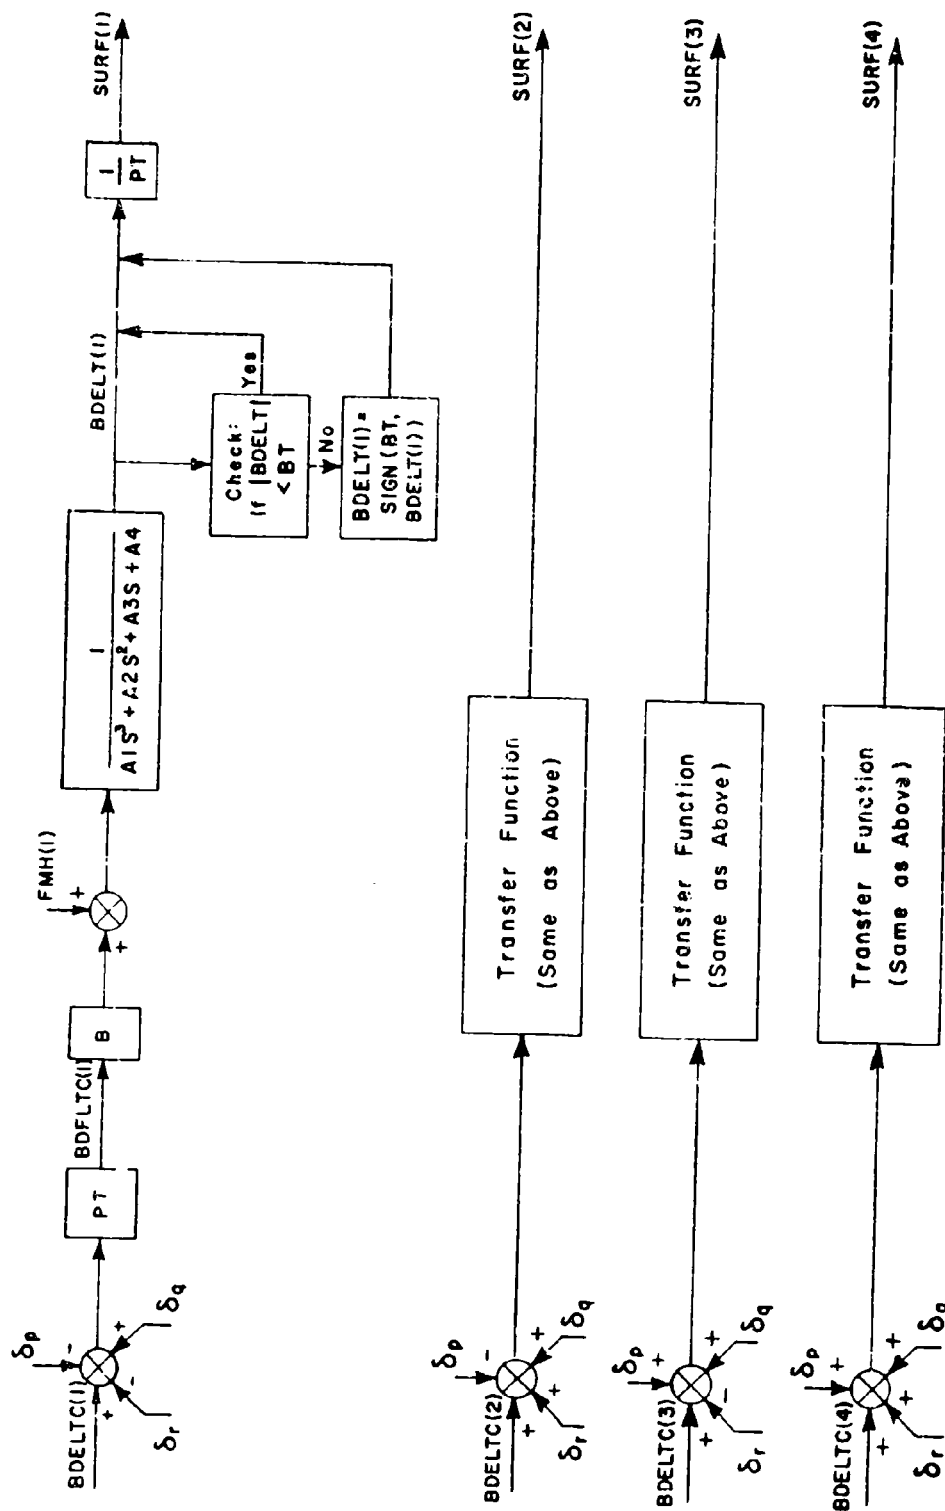 BDELTC(1)
δp
-
+
δq
+
-
δr
PT
BDFLTC(1)
B
FMH(1)
+
+
1
A1S³ + A2S² + A3S + A4
BDELT(1)
Check:
If |BDELT|
< BT
Yes
No
BDELT(1) =
SIGN (BT,
BDELT(1))
1
PT
SURF(1)
BDELTC(2)
δp
-
+
δq
+
+
δr
Transfer Function
(Same as Above)
SURF(2)
BDELTC(3)
δp
+
+
δq
+
-
δr
Transfer Function
(Same as Above)
SURF(3)
BDELTC(4)
δp
+
+
δq
+
+
δr
Transfer Function
(Same as Above)
SURF(4)